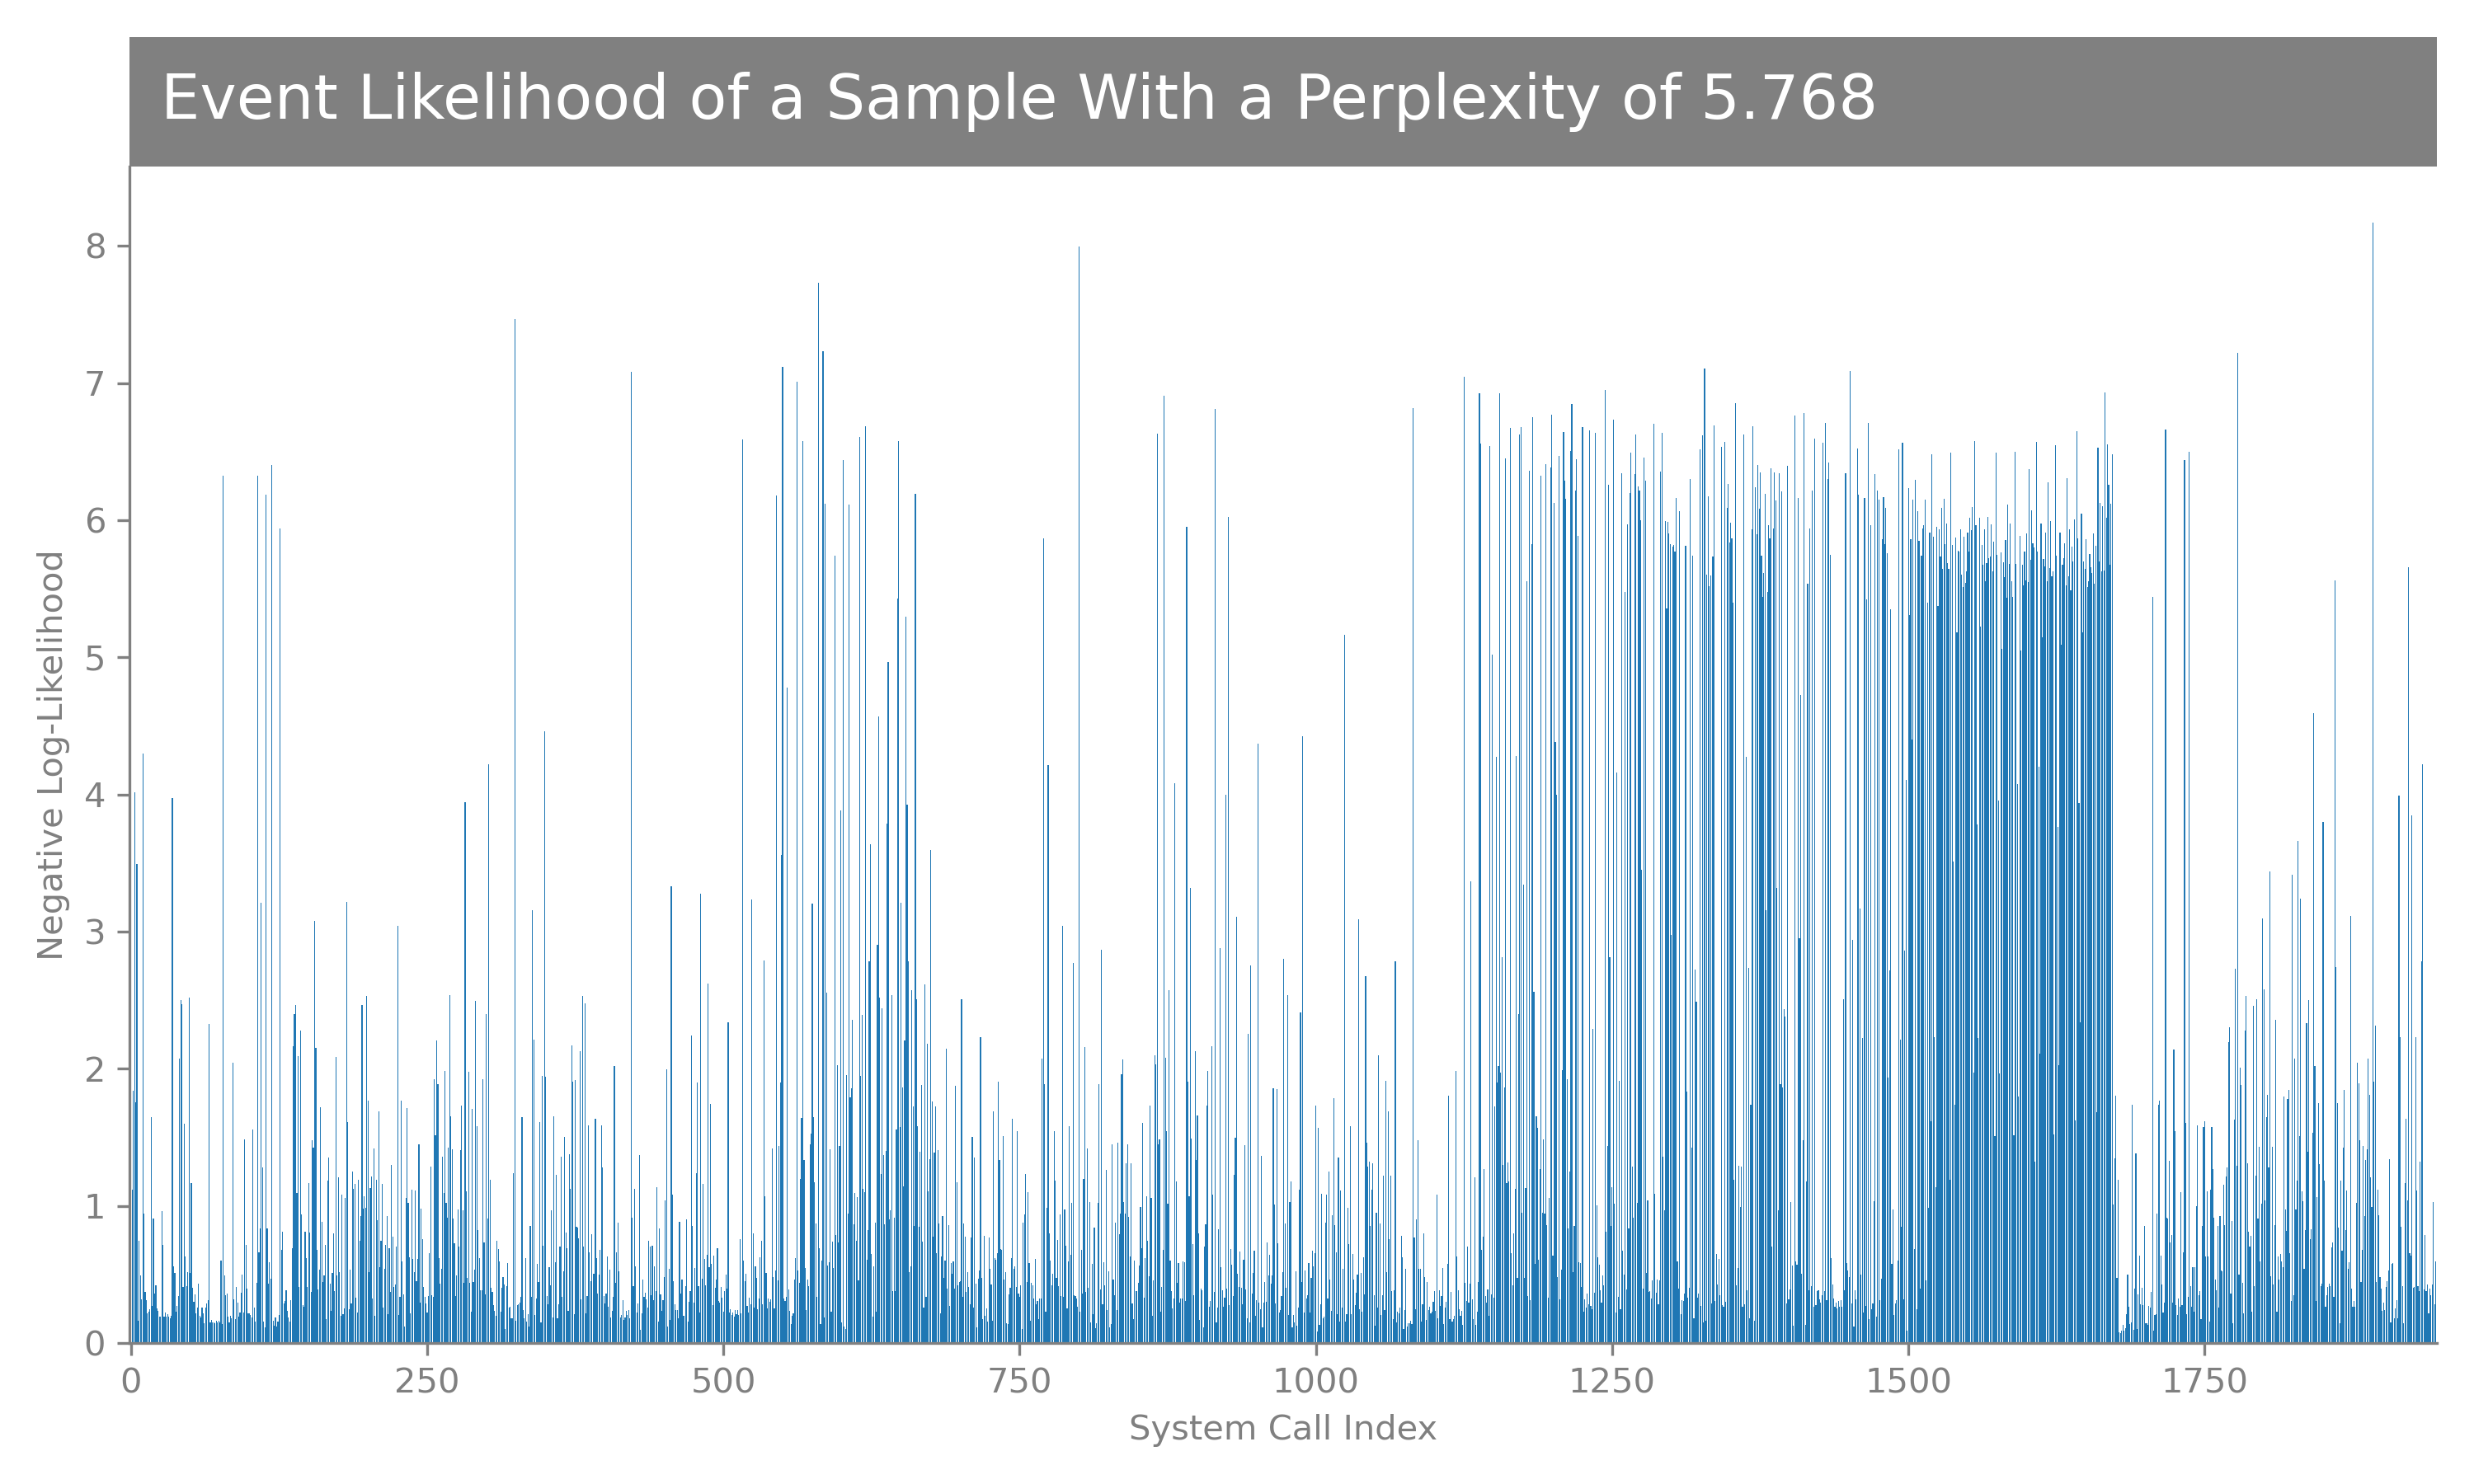 Event Likelihood of a Sample With a Perplexity of 5.768
8
7
6
5
4
3
2
1
0
Negative Log-Likelihood
0 250 500 750 1000 1250 1500 1750
System Call Index